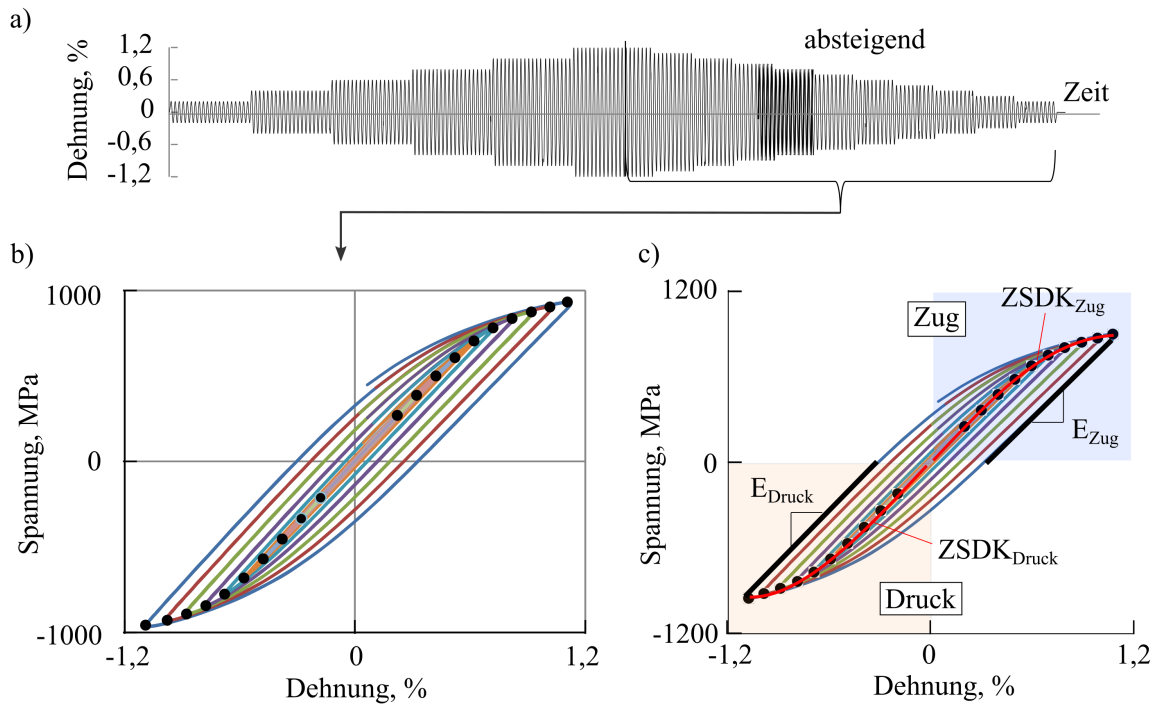 a)
Dehnung, %
1,2
0,6
0
-0,6
-1,2
absteigend
Zeit
b)
Spannung, MPa
1000
0
-1000
-1,2
0
1,2
Dehnung, %
c)
Spannung, MPa
1200
0
-1200
-1,2
0
1,2
Dehnung, %
Zug
ZSDK_Zug
E_Zug
E_Druck
ZSDK_Druck
Druck